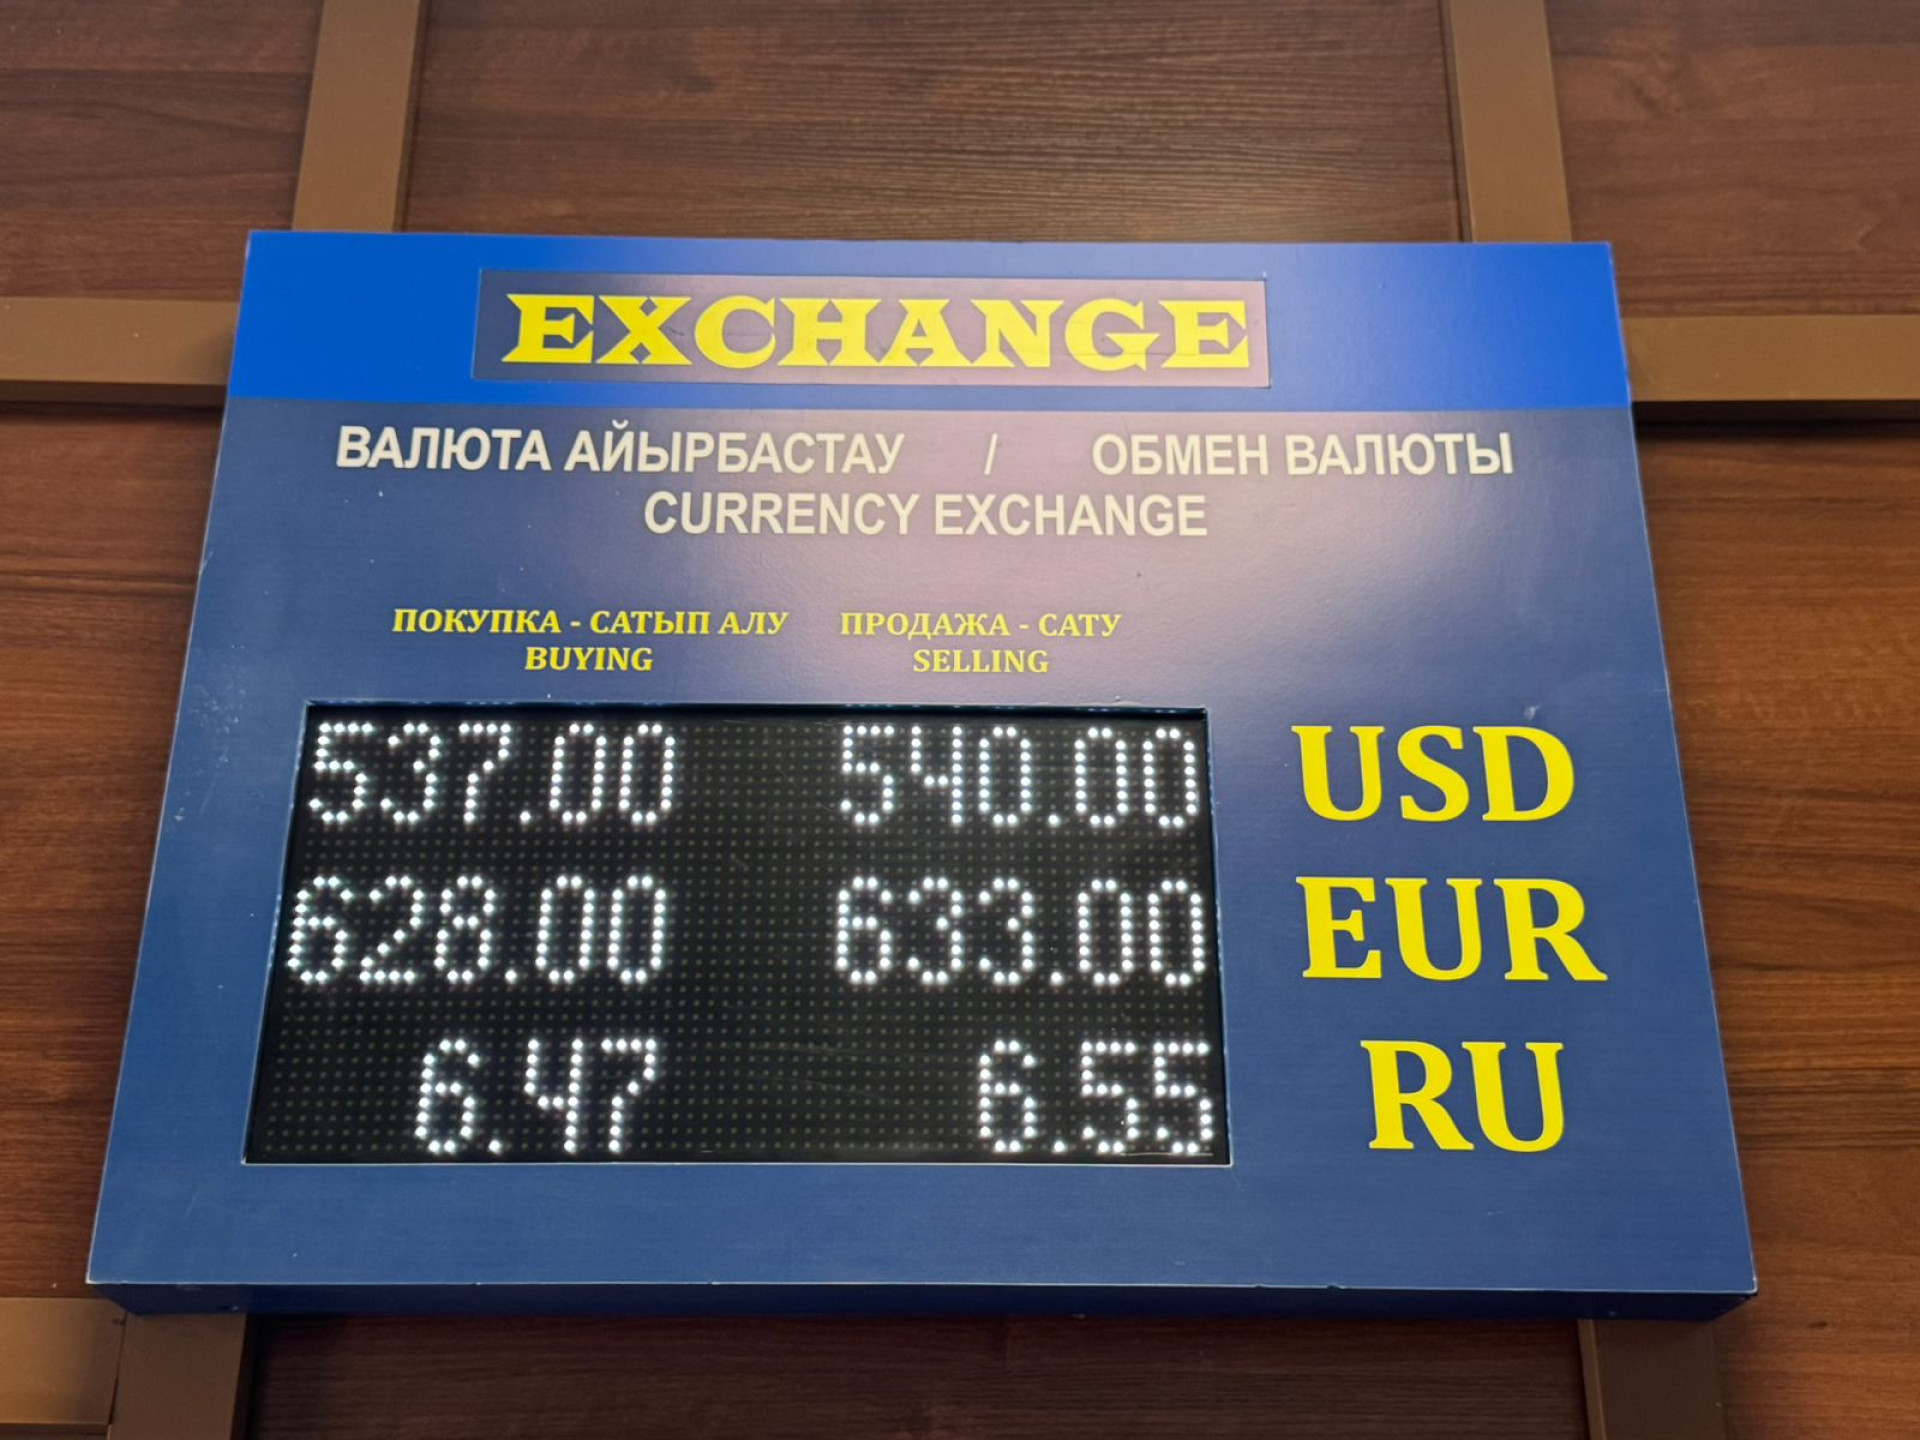 EXCHANGE
ВАЛЮТА АЙЫРБАСТАУ / ОБМЕН ВАЛЮТЫ
CURRENCY EXCHANGE
ПОКУПКА - САТЫП АЛУ ПРОДАЖА - САТУ
BUYING SELLING
537.00 540.00 USD
628.00 633.00 EUR
6.47 6.55 RU